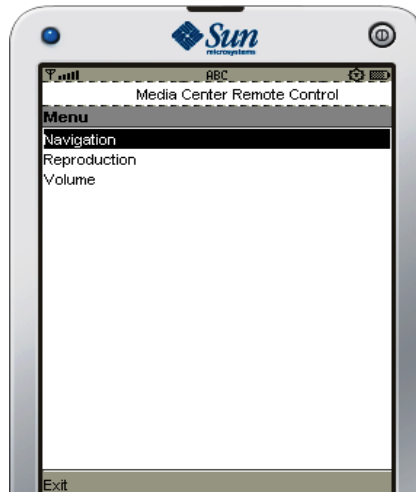 Sun
microsystems
ABC
Media Center Remote Control
Menu
Navigation
Reproduction
Volume
Exit